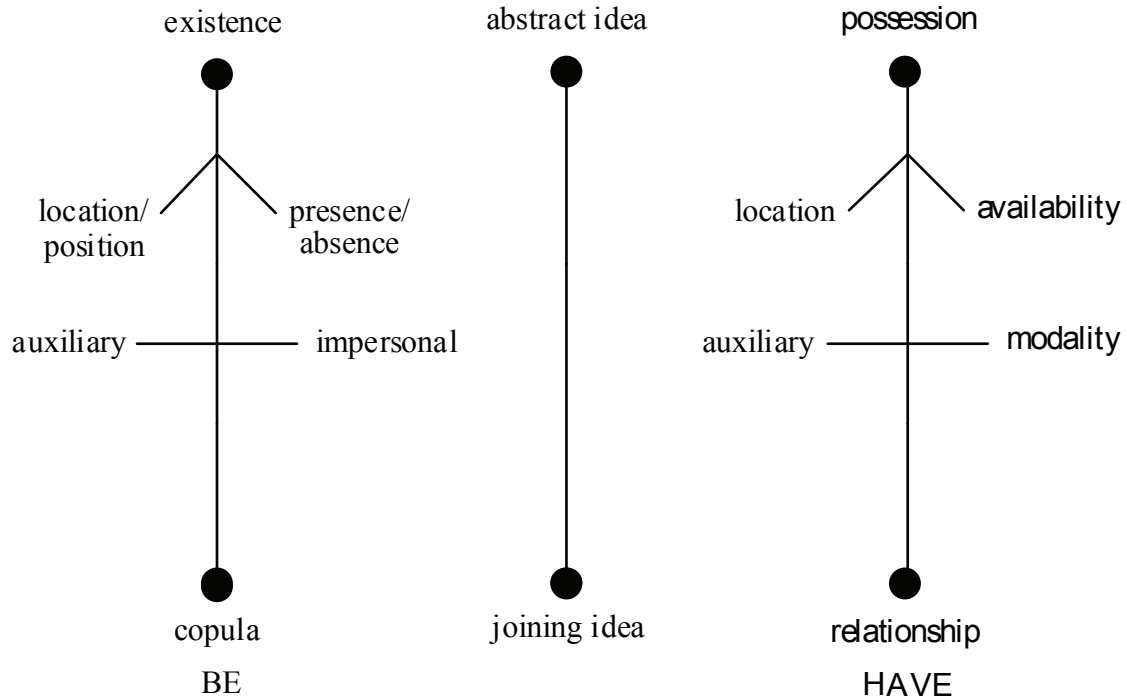 existence
abstract idea
possession
location/
position
presence/
absence
location
availability
auxiliary
impersonal
auxiliary
modality
copula
joining idea
relationship
BE
HAVE